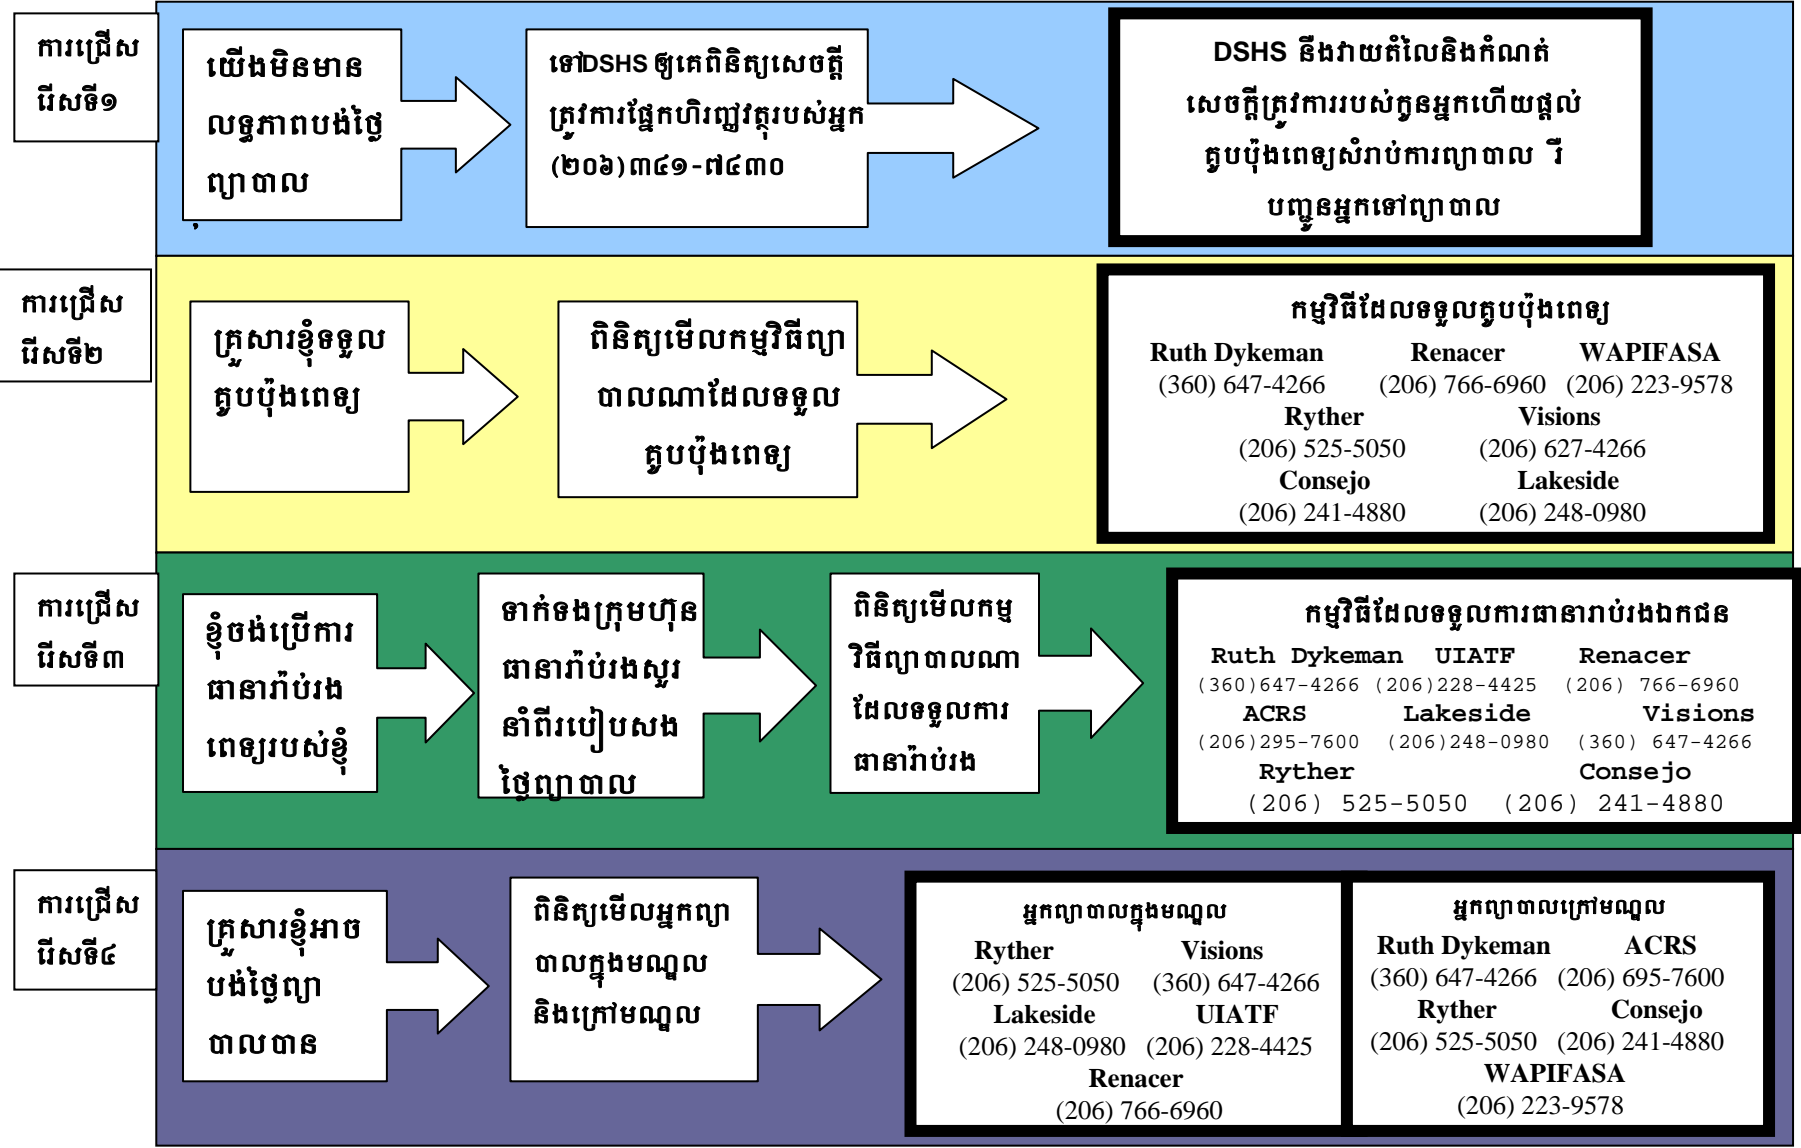 ការជ្រើស
រើសទី១
យើងមិនមាន
លទ្ធភាពបង់ថ្លៃ
ព្យាបាល
ទៅDSHS ឲ្យគេពិនិត្យសេចក្តី
ត្រូវការផ្នែកហិរញ្ញវត្ថុរបស់អ្នក
(២០៦)៣៤១-៧៤៣០
DSHS នឹងវាយតំលៃនិងកំណត់
សេចក្តីត្រូវការរបស់កូនអ្នកហើយផ្តល់
គូបប៉ុងពេទ្យសំរាប់ការព្យាបាល រឺ
បញ្ជូនអ្នកទៅព្យាបាល
ការជ្រើស
រើសទី២
គ្រួសារខ្ញុំទទួល
គូបប៉ុងពេទ្យ
ពិនិត្យមើលកម្មវិធីព្យា
បាលណាដែលទទួល
គូបប៉ុងពេទ្យ
កម្មវិធីដែលទទួលគូបប៉ុងពេទ្យ
Ruth Dykeman Renacer WAPIFASA
(360) 647-4266 (206) 766-6960 (206) 223-9578
Ryther Visions
(206) 525-5050 (206) 627-4266
Consejo Lakeside
(206) 241-4880 (206) 248-0980
ការជ្រើស
រើសទី៣
ខ្ញុំចង់ប្រើការ
ធានារ៉ាប់រង
ពេទ្យរបស់ខ្ញុំ
ទាក់ទងក្រុមហ៊ុន
ធានារ៉ាប់រងសួរ
នាំពីរបៀបសង
ថ្លៃព្យាបាល
ពិនិត្យមើលកម្ម
វិធីព្យាបាលណា
ដែលទទួលការ
ធានារ៉ាប់រង
កម្មវិធីដែលទទួលការធានារាប់រងឯកជន
Ruth Dykeman UIATF Renacer
(360)647-4266 (206)228-4425 (206) 766-6960
ACRS Lakeside Visions
(206)295-7600 (206)248-0980 (360) 647-4266
Ryther Consejo
(206) 525-5050 (206) 241-4880
ការជ្រើស
រើសទី៤
គ្រួសារខ្ញុំអាច
បង់ថ្លៃព្យា
បាលបាន
ពិនិត្យមើលអ្នកព្យា
បាលក្នុងមណ្ឌល
និងក្រៅមណ្ឌល
អ្នកព្យាបាលក្នុងមណ្ឌល
Ryther Visions
(206) 525-5050 (360) 647-4266
Lakeside UIATF
(206) 248-0980 (206) 228-4425
Renacer
(206) 766-6960
អ្នកព្យាបាលក្រៅមណ្ឌល
Ruth Dykeman ACRS
(360) 647-4266 (206) 695-7600
Ryther Consejo
(206) 525-5050 (206) 241-4880
WAPIFASA
(206) 223-9578